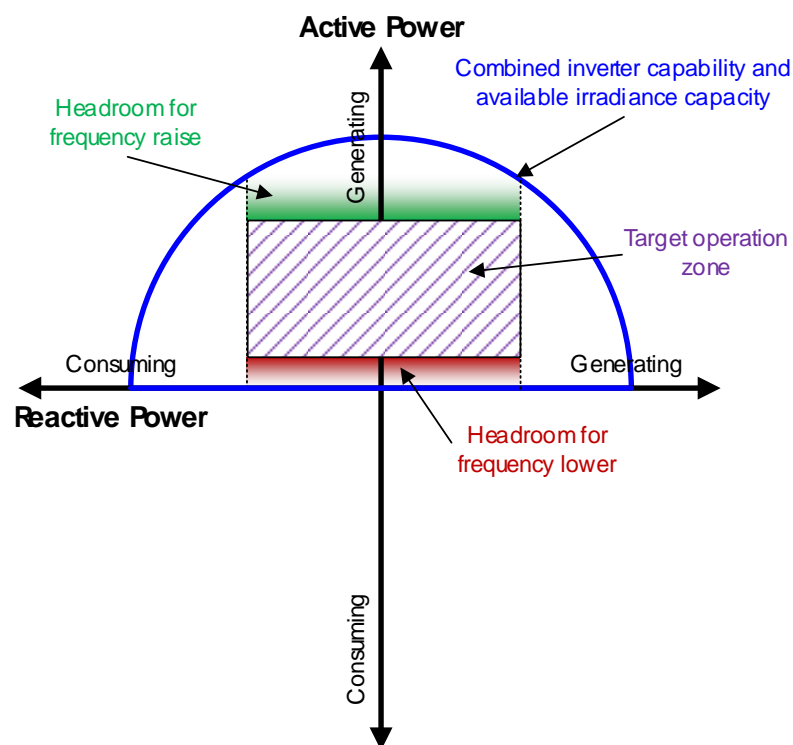 Active Power
Combined inverter capability and
available irradiance capacity
Headroom for
frequency raise
Generating
Target operation
zone
Consuming
Generating
Reactive Power
Headroom for
frequency lower
Consuming